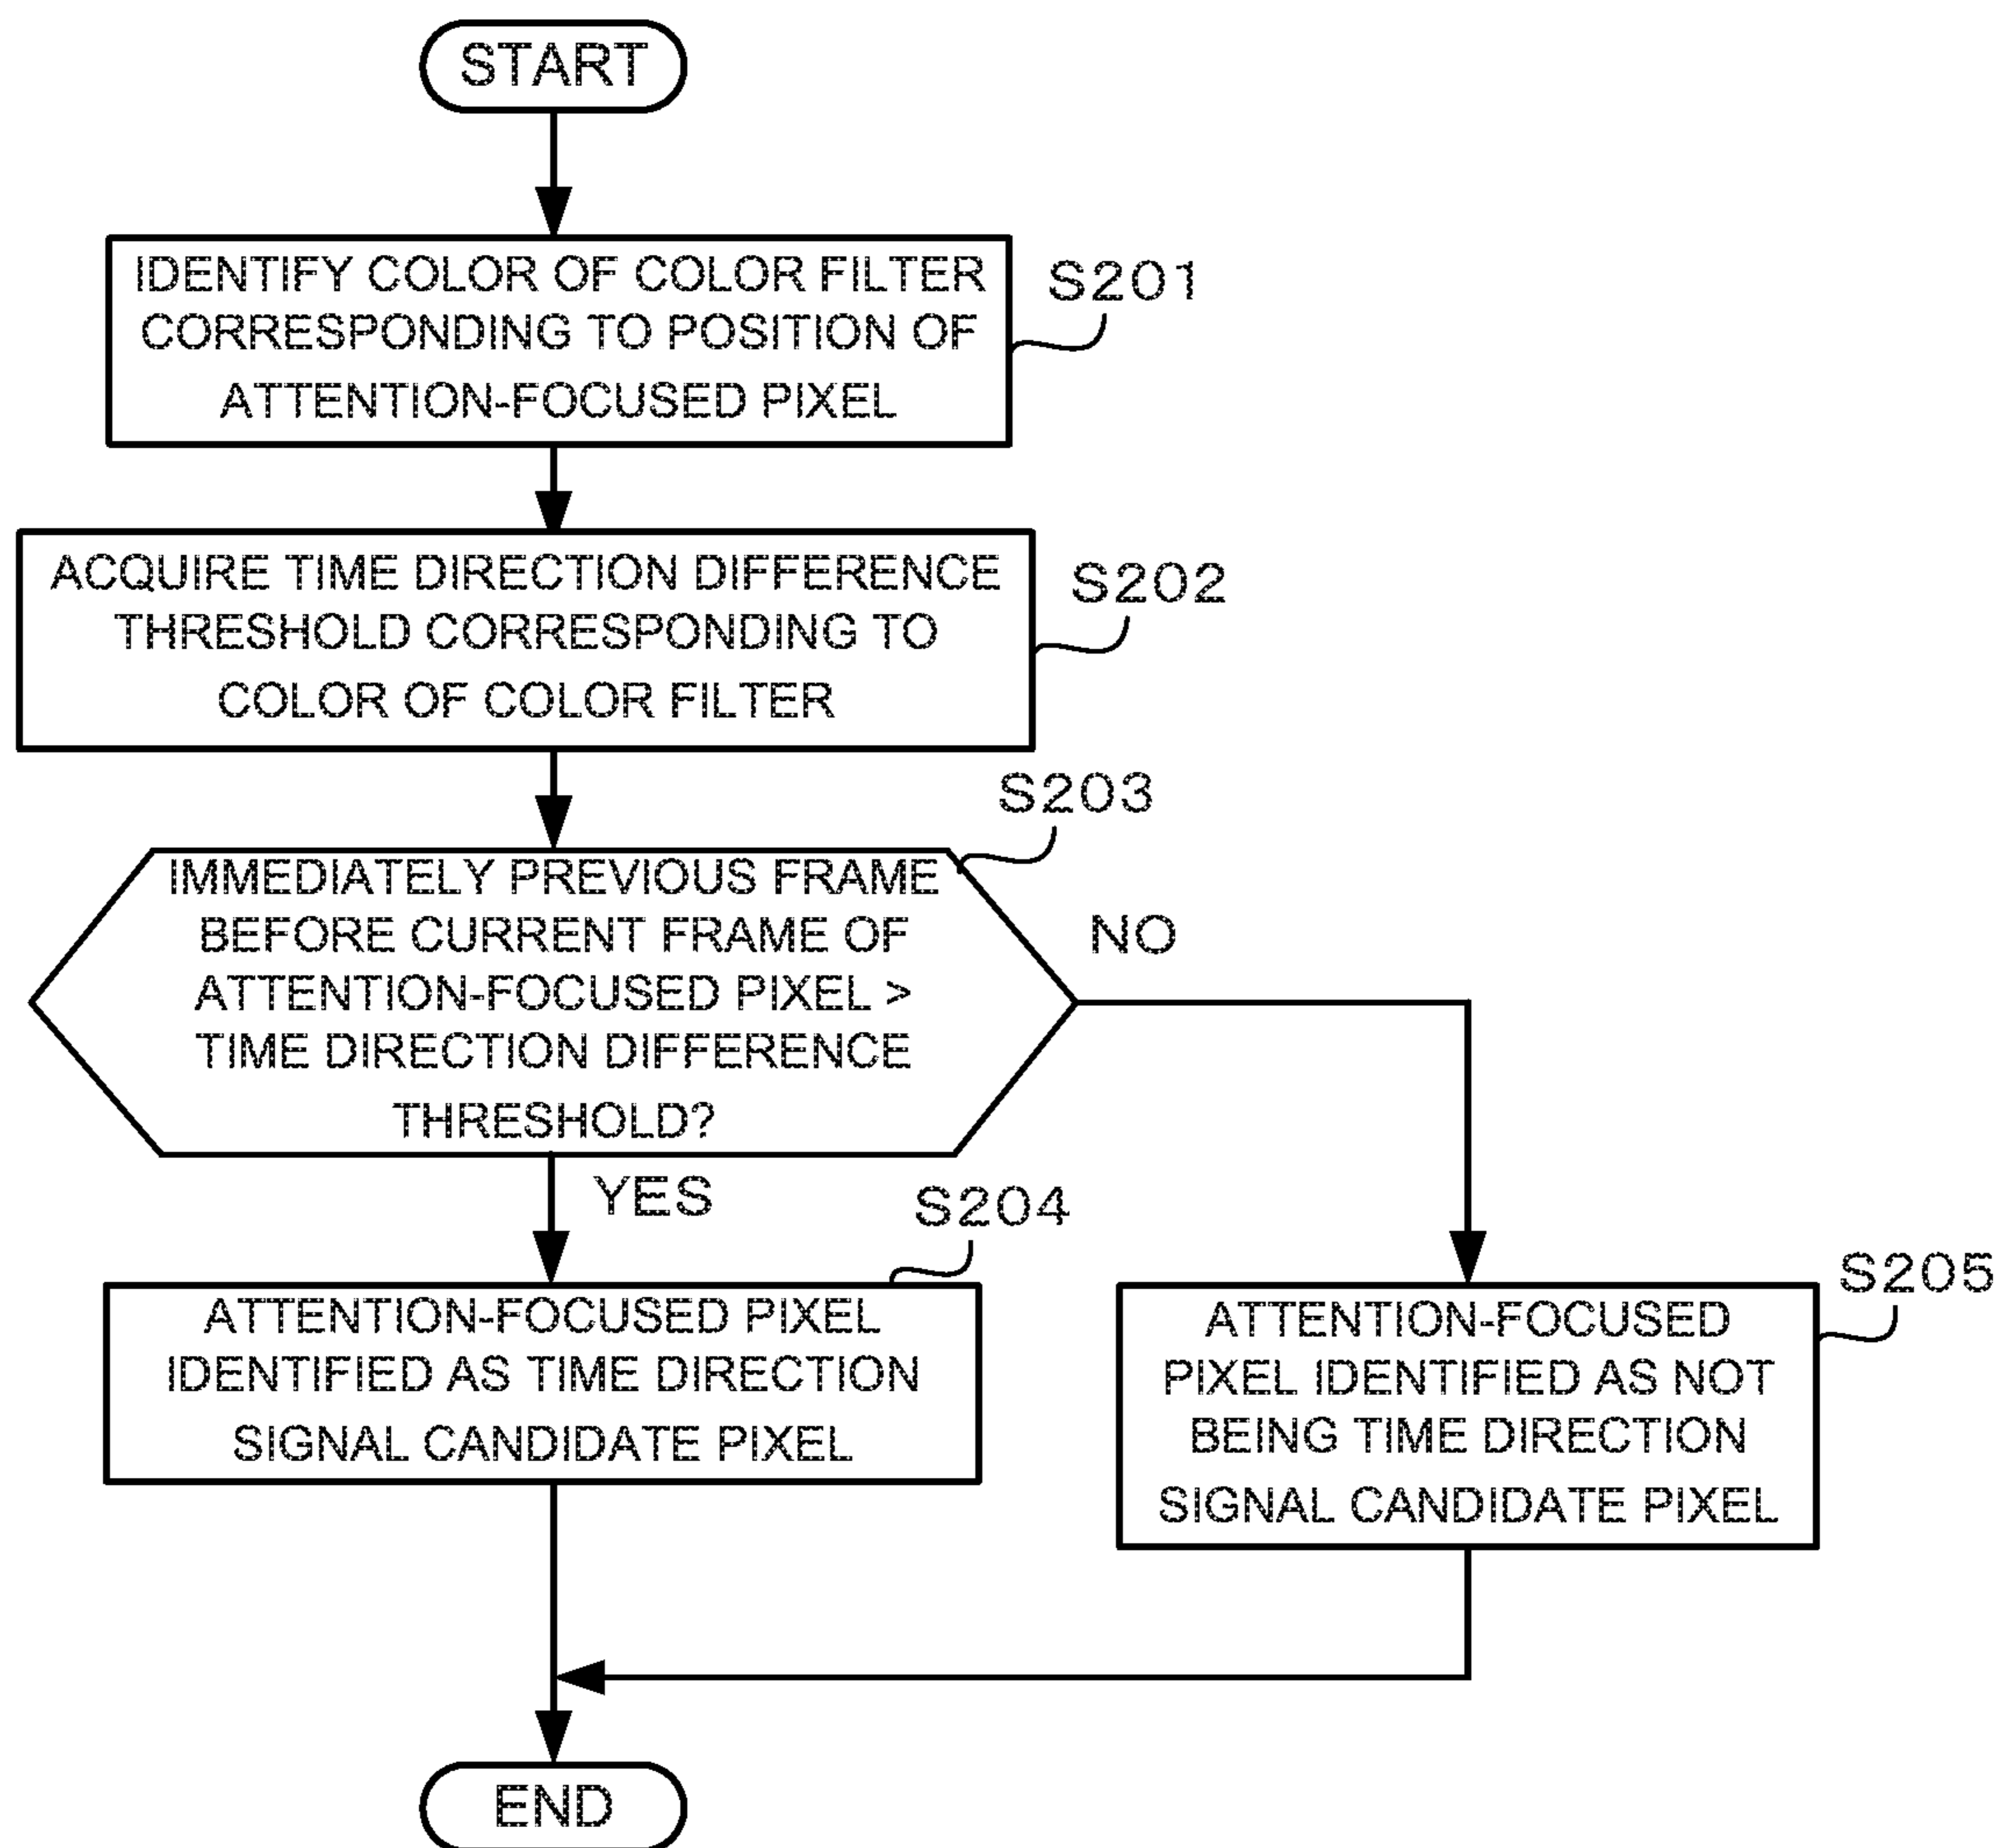 START
IDENTIFY COLOR OF COLOR FILTER
CORRESPONDING TO POSITION OF
ATTENTION-FOCUSED PIXEL
S201
ACQUIRE TIME DIRECTION DIFFERENCE
THRESHOLD CORRESPONDING TO
COLOR OF COLOR FILTER
S202
S203
IMMEDIATELY PREVIOUS FRAME
BEFORE CURRENT FRAME OF
ATTENTION-FOCUSED PIXEL >
TIME DIRECTION DIFFERENCE
THRESHOLD?
NO
YES
S204
ATTENTION-FOCUSED PIXEL
IDENTIFIED AS TIME DIRECTION
SIGNAL CANDIDATE PIXEL
S205
ATTENTION-FOCUSED
PIXEL IDENTIFIED AS NOT
BEING TIME DIRECTION
SIGNAL CANDIDATE PIXEL
END